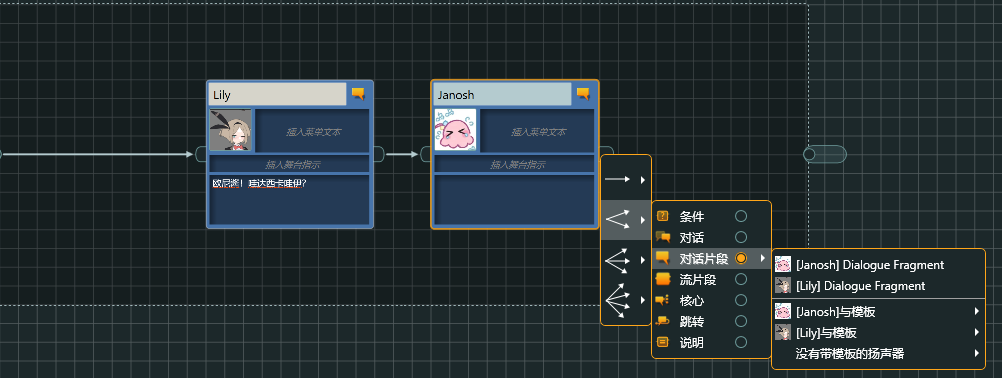 Lily
Janosh
插入菜单文本
插入菜单文本
插入舞台指示
插入舞台指示
欧尼酱！哇达西卡哇伊？
条件
对话
对话片段
流片段
核心
跳转
说明
[Janosh] Dialogue Fragment
[Lily] Dialogue Fragment
[Janosh]与模板
[Lily]与模板
没有带模板的扬声器